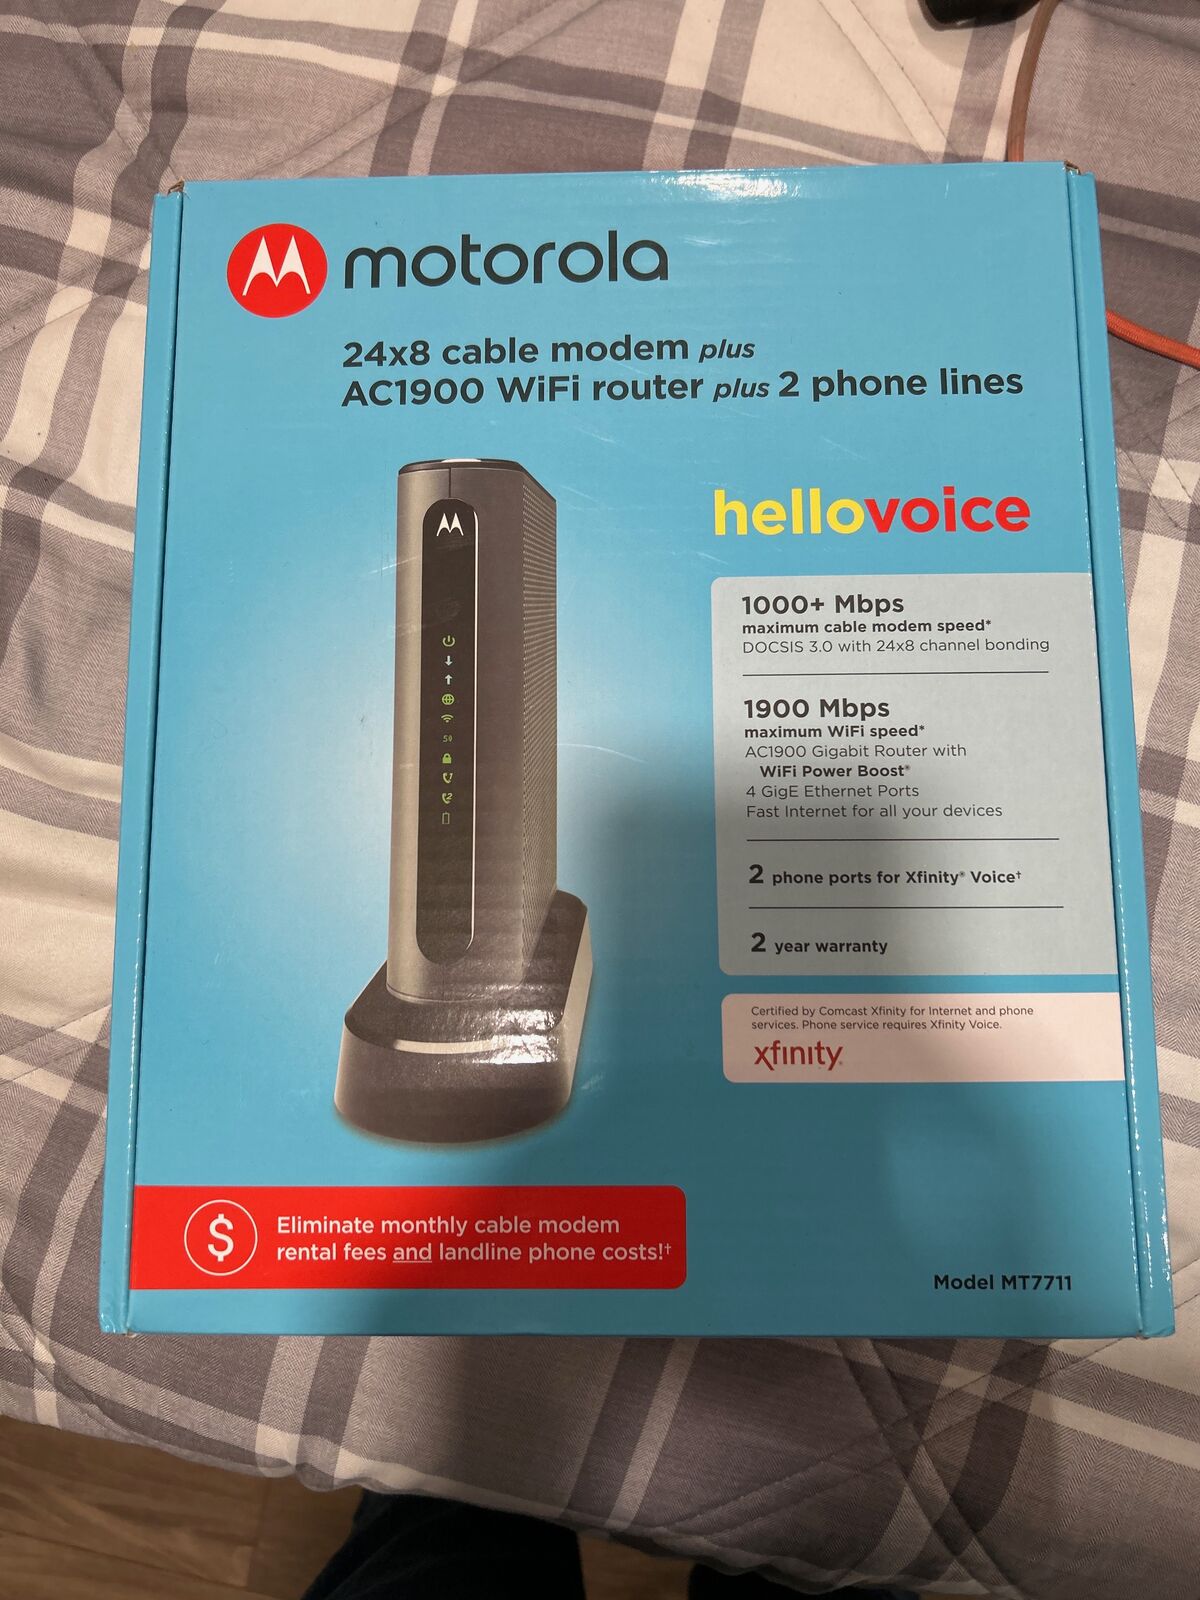 motorola
24x8 cable modem plus
AC1900 WiFi router plus 2 phone lines
hellovoice
1000+ Mbps
maximum cable modem speed*
DOCSIS 3.0 with 24x8 channel bonding
1900 Mbps
maximum WiFi speed*
AC1900 Gigabit Router with
WiFi Power Boost®
4 GigE Ethernet Ports
Fast Internet for all your devices
2 phone ports for Xfinity® Voice†
2 year warranty
Certified by Comcast Xfinity for Internet and phone
services. Phone service requires Xfinity Voice.
xfinity
$
Eliminate monthly cable modem
rental fees and landline phone costs!†
Model MT7711